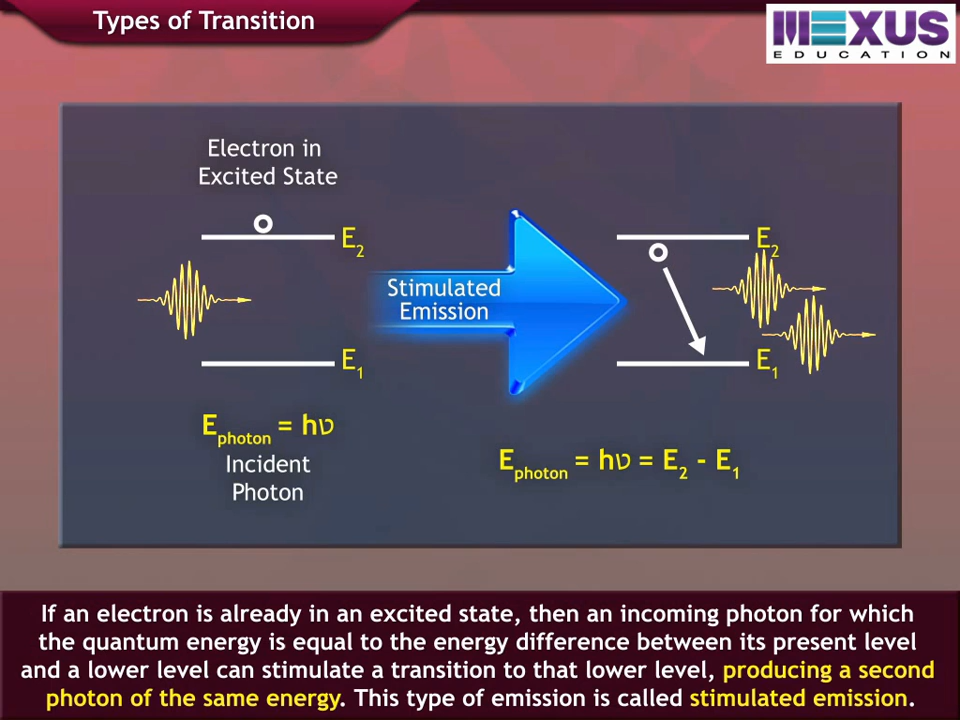 Types of Transition
MEXUS
EDUCATION
Electron in
Excited State
E₂
E₁
Stimulated
Emission
E₂
E₁
Eₚₕₒₜₒₙ = hʋ
Incident
Photon
Eₚₕₒₜₒₙ = hʋ = E₂ - E₁
If an electron is already in an excited state, then an incoming photon for which
the quantum energy is equal to the energy difference between its present level
and a lower level can stimulate a transition to that lower level, producing a second
photon of the same energy. This type of emission is called stimulated emission.